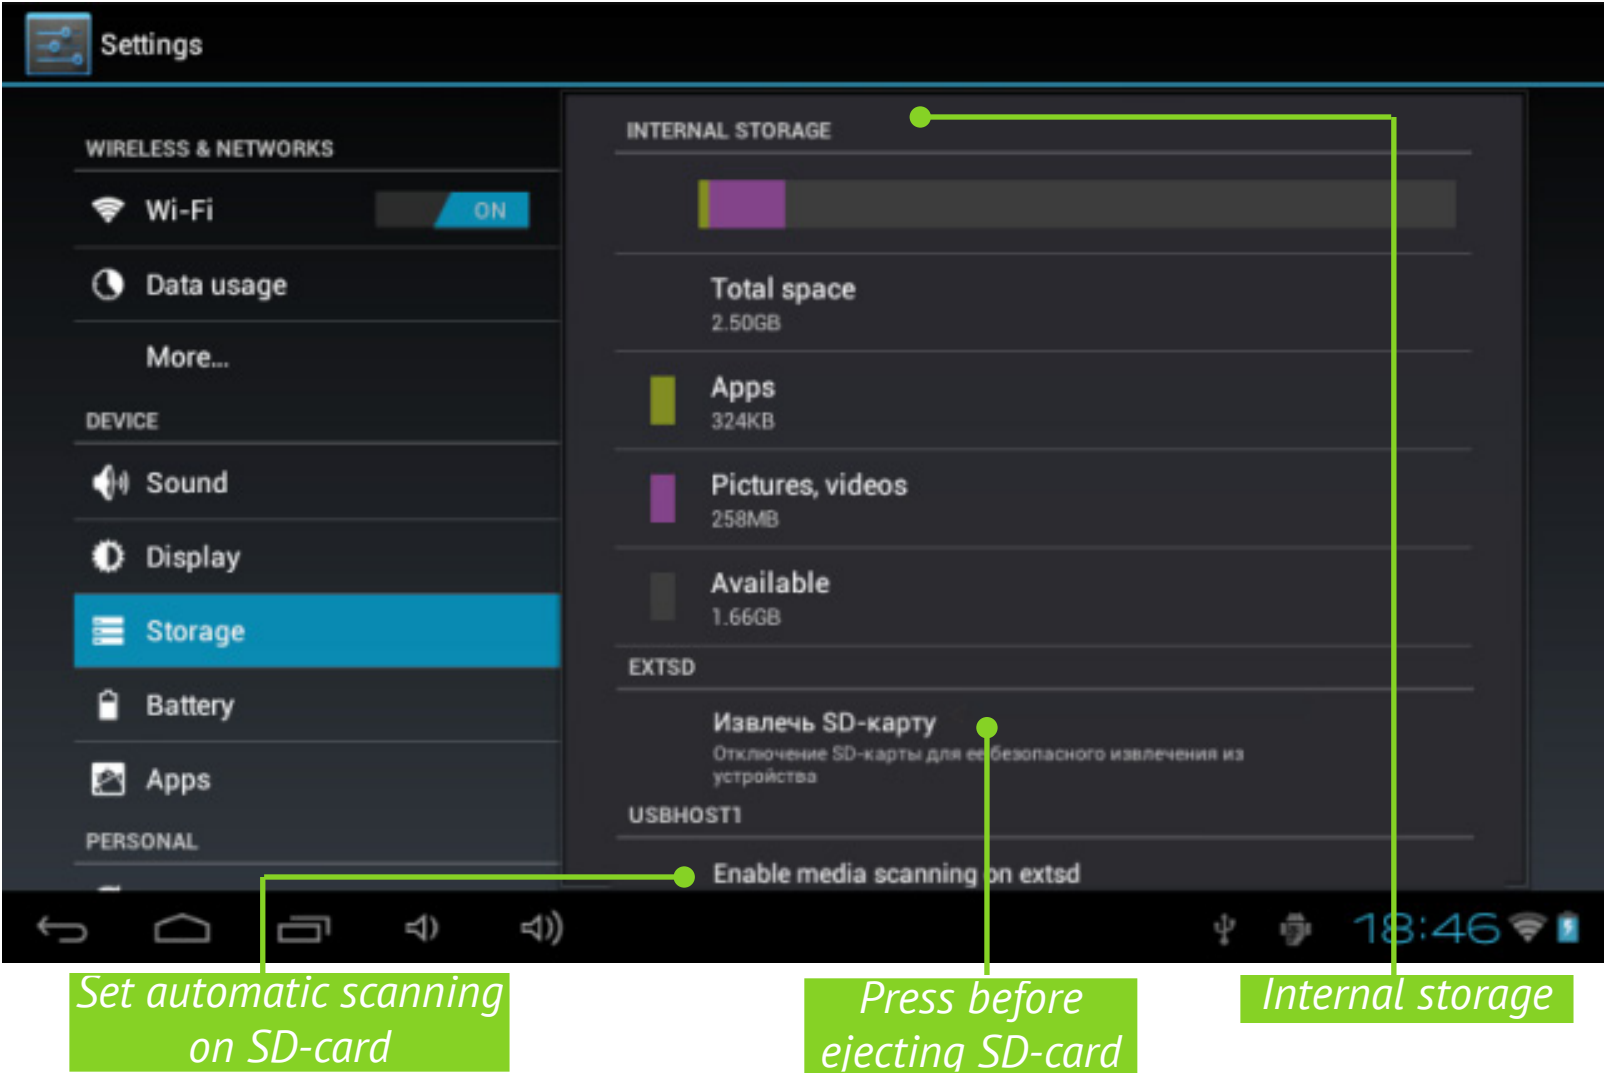 Settings
WIRELESS & NETWORKS
Wi-Fi
ON
Data usage
More...
DEVICE
Sound
Display
Storage
Battery
Apps
PERSONAL
INTERNAL STORAGE
Total space
2.50GB
Apps
324KB
Pictures, videos
258MB
Available
1.66GB
EXTSD
Извлечь SD-карту
Отключение SD-карты для ее безопасного извлечения из
устройства
USBHOST1
Enable media scanning on extsd
18:46
Set automatic scanning
on SD-card
Press before
ejecting SD-card
Internal storage